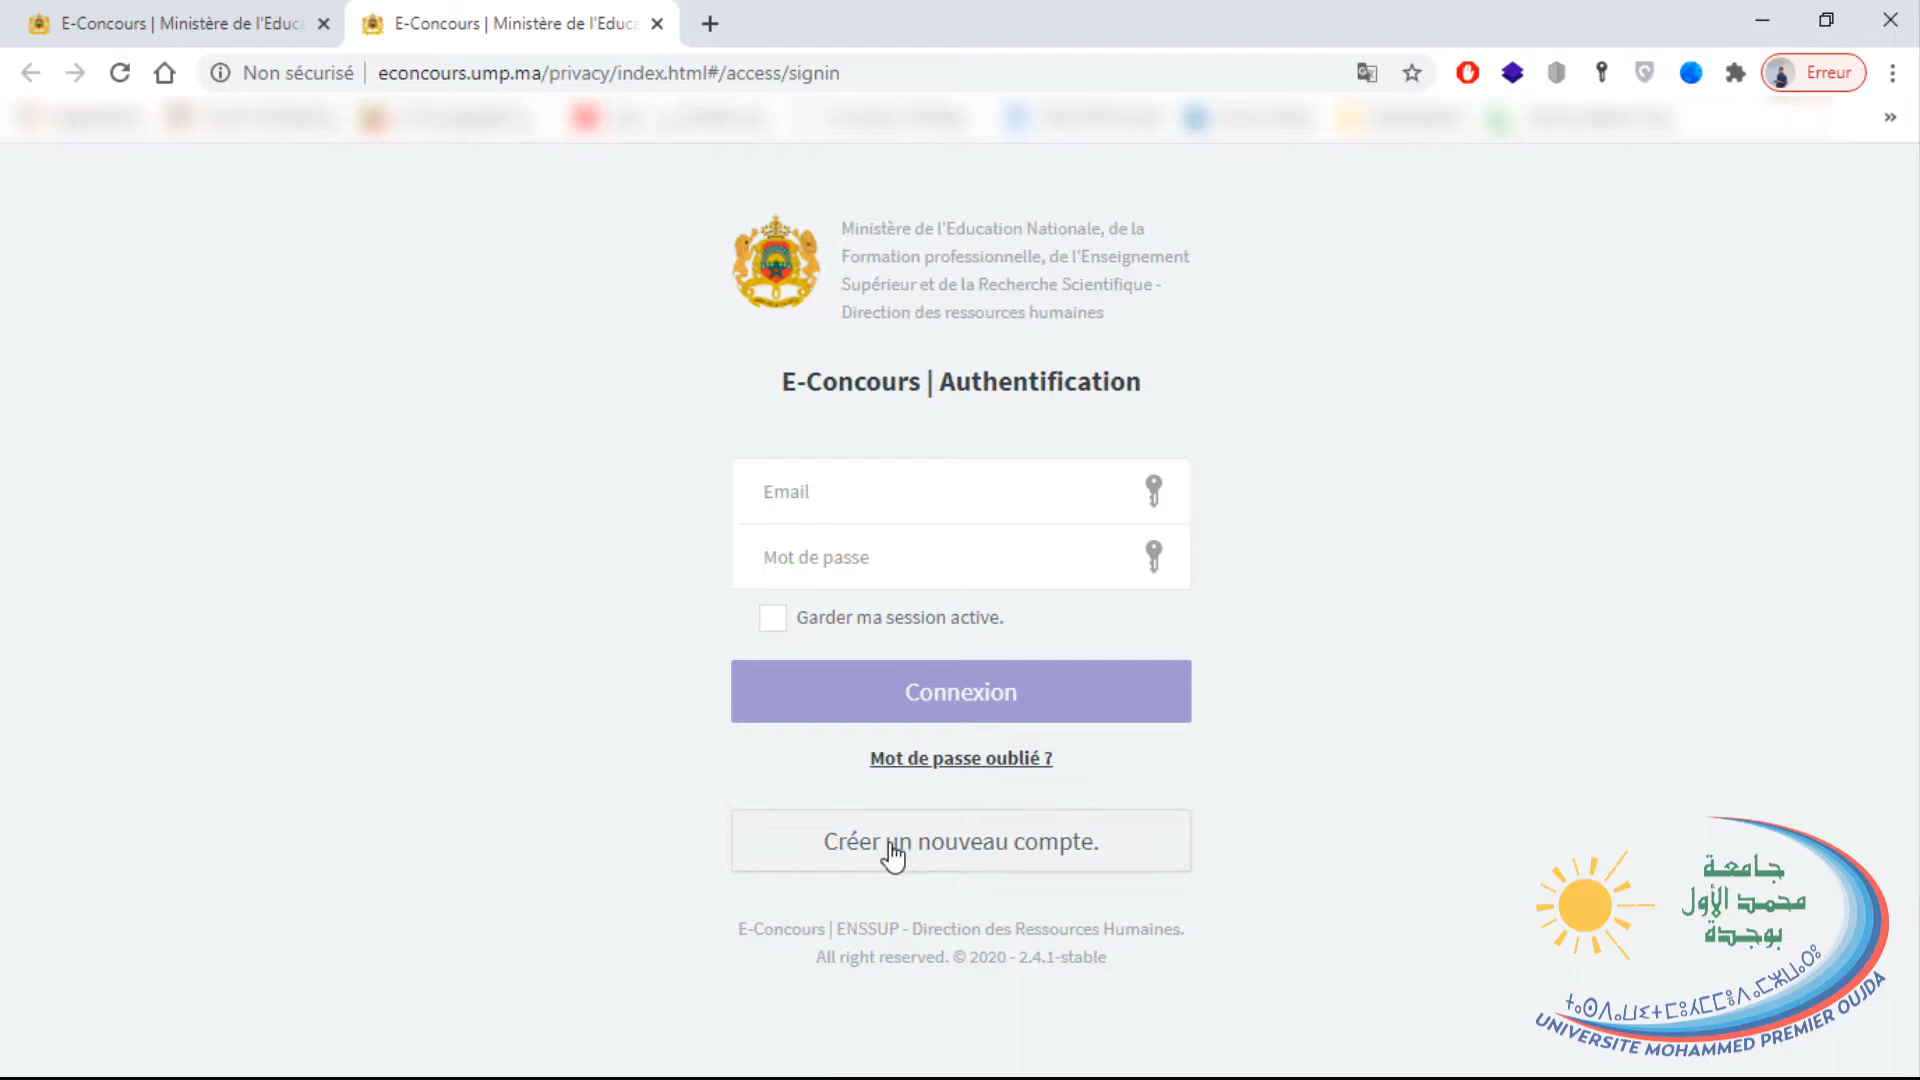 E-Concours | Ministère de l'Educa
E-Concours | Ministère de l'Educa
Non sécurisé
econcours.ump.ma/privacy/index.html#/access/signin
Erreur
Ministère de l'Education Nationale, de la
Formation professionnelle, de l'Enseignement
Supérieur et de la Recherche Scientifique -
Direction des ressources humaines
E-Concours | Authentification
Email
Mot de passe
Garder ma session active.
Connexion
Mot de passe oublié ?
Créer un nouveau compte.
E-Concours | ENSSUP - Direction des Ressources Humaines.
All right reserved. © 2020 - 2.4.1-stable
جامعة
محمد الأول
بوجدة
UNIVERSITE MOHAMMED PREMIER OUJDA